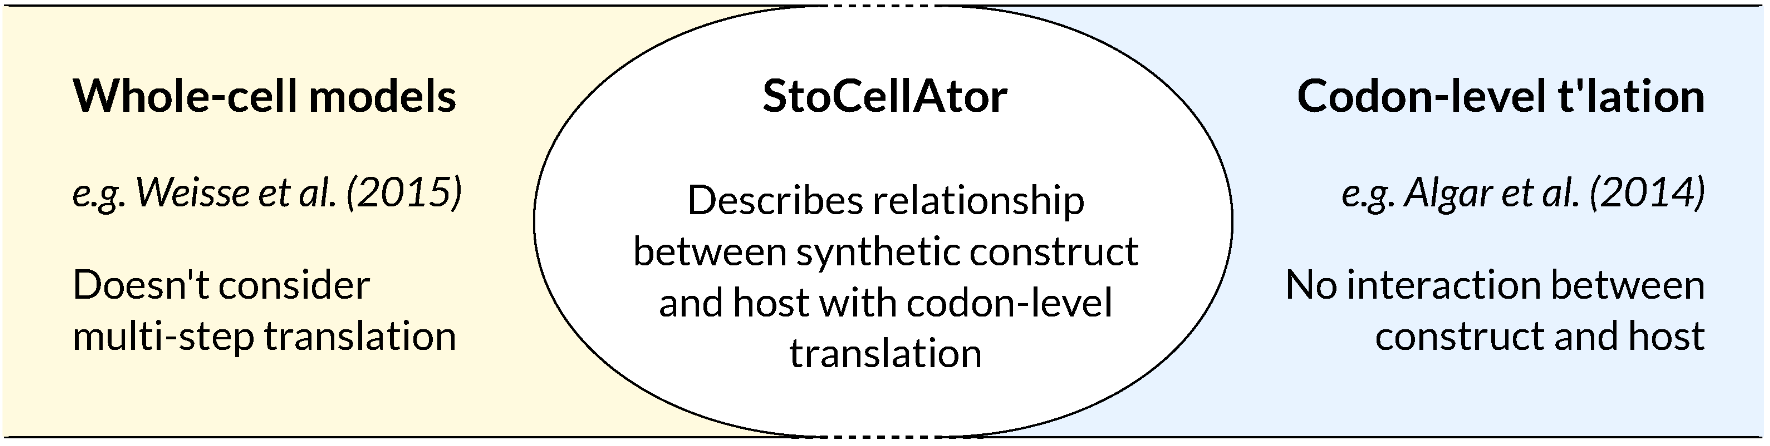 Whole-cell models
e.g. Weisse et al. (2015)
Doesn't consider
multi-step translation
StoCellAtor
Describes relationship
between synthetic construct
and host with codon-level
translation
Codon-level t'lation
e.g. Algar et al. (2014)
No interaction between
construct and host